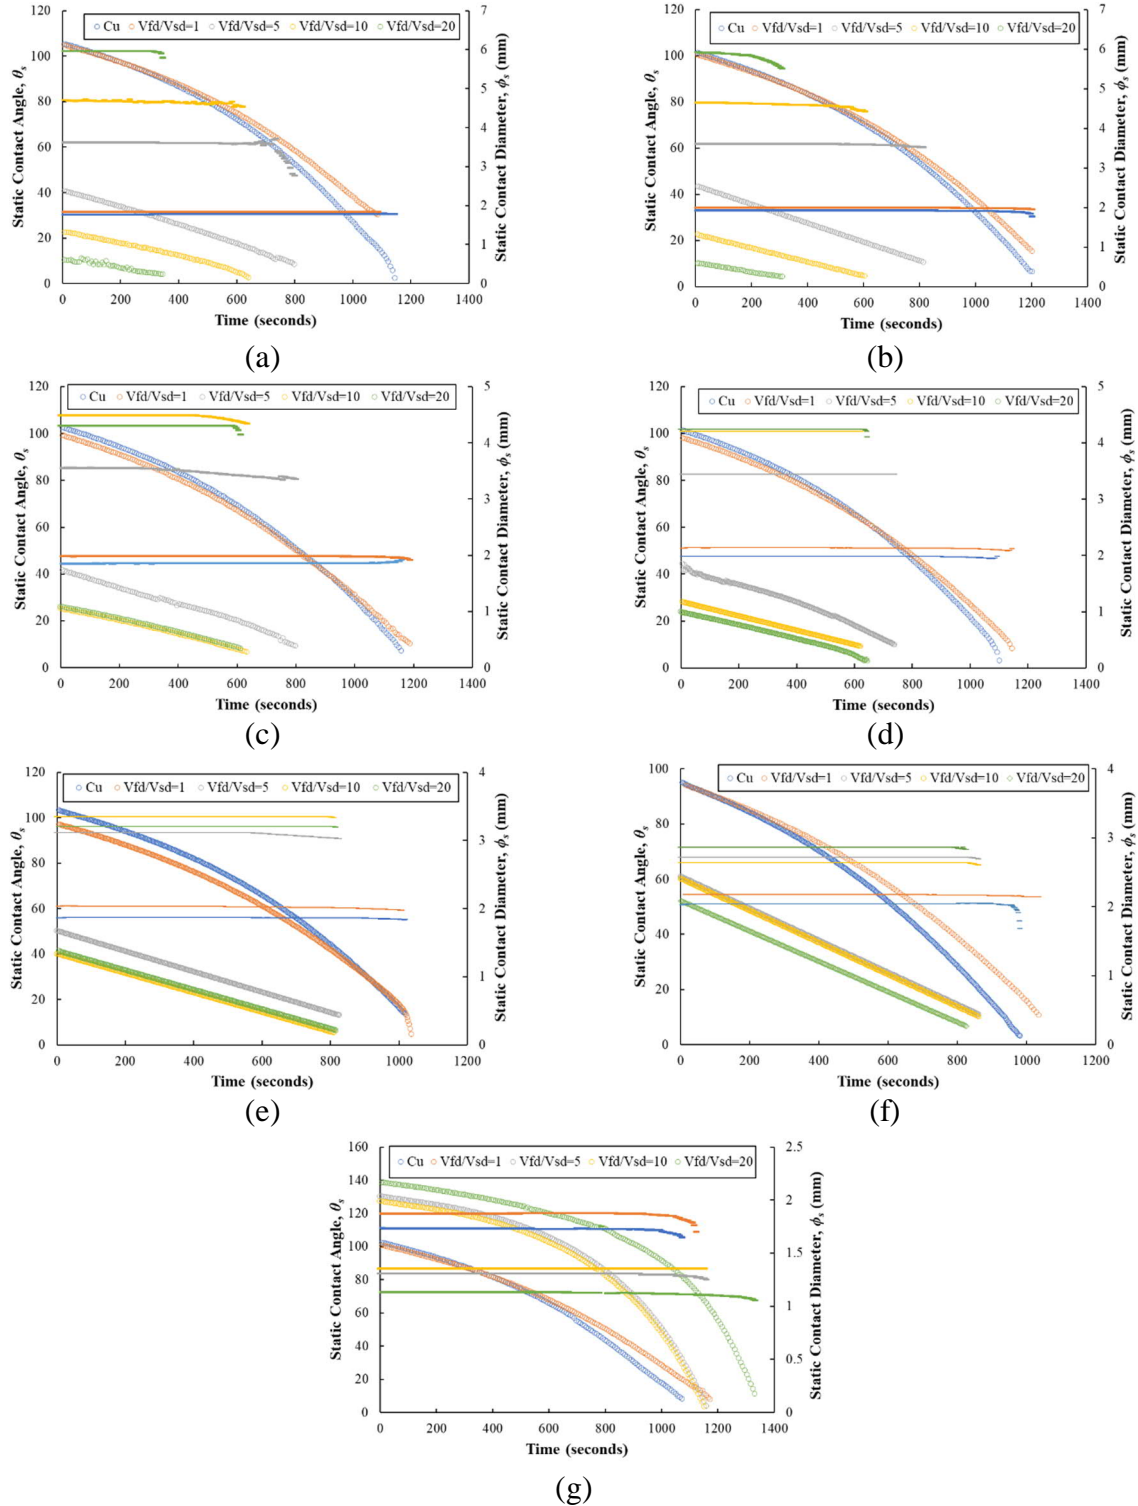 Cu Vfd/Vsd=1 Vfd/Vsd=5 Vfd/Vsd=10 Vfd/Vsd=20
120 100 80 60 40 20 0
Static Contact Angle, θs
7 6 5 4 3 2 1 0
Static Contact Diameter, ϕs (mm)
0 200 400 600 800 1000 1200 1400
Time (seconds)
(a)
Cu Vfd/Vsd=1 Vfd/Vsd=5 Vfd/Vsd=10 Vfd/Vsd=20
120 100 80 60 40 20 0
Static Contact Angle, θs
7 6 5 4 3 2 1 0
Static Contact Diameter, ϕs (mm)
0 200 400 600 800 1000 1200 1400
Time (seconds)
(b)
Cu Vfd/Vsd=1 Vfd/Vsd=5 Vfd/Vsd=10 Vfd/Vsd=20
120 100 80 60 40 20 0
Static Contact Angle, θs
5 4 3 2 1 0
Static Contact Diameter, ϕs (mm)
0 200 400 600 800 1000 1200 1400
Time (seconds)
(c)
Cu Vfd/Vsd=1 Vfd/Vsd=5 Vfd/Vsd=10 Vfd/Vsd=20
120 100 80 60 40 20 0
Static Contact Angle, θs
5 4 3 2 1 0
Static Contact Diameter, ϕs (mm)
0 200 400 600 800 1000 1200 1400
Time (seconds)
(d)
Cu Vfd/Vsd=1 Vfd/Vsd=5 Vfd/Vsd=10 Vfd/Vsd=20
120 100 80 60 40 20 0
Static Contact Angle, θs
4 3 2 1 0
Static Contact Diameter, ϕs (mm)
0 200 400 600 800 1000 1200
Time (seconds)
(e)
Cu Vfd/Vsd=1 Vfd/Vsd=5 Vfd/Vsd=10 Vfd/Vsd=20
100 80 60 40 20 0
Static Contact Angle, θs
4 3 2 1 0
Static Contact Diameter, ϕs (mm)
0 200 400 600 800 1000 1200
Time (seconds)
(f)
Cu Vfd/Vsd=1 Vfd/Vsd=5 Vfd/Vsd=10 Vfd/Vsd=20
160 140 120 100 80 60 40 20 0
Static Contact Angle, θs
2.5 2 1.5 1 0.5 0
Static Contact Diameter, ϕs (mm)
0 200 400 600 800 1000 1200 1400
Time (seconds)
(g)